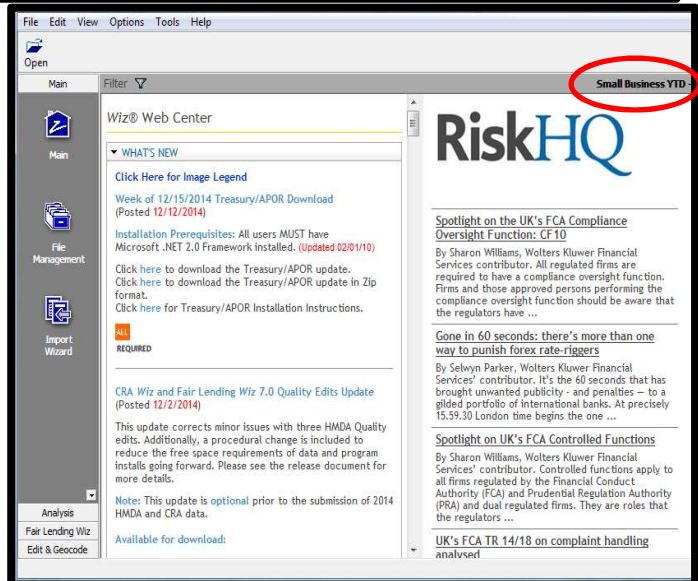 File Edit View Options Tools Help
Open
Main
Filter
Small Business YTD -
Main
File
Management
Import
Wizard
Analysis
Fair Lending Wiz
Edit & Geocode
Wiz® Web Center
WHAT'S NEW
Click Here for Image Legend
Week of 12/15/2014 Treasury/APOR Download
(Posted 12/12/2014)
Installation Prerequisites: All users MUST have
Microsoft .NET 2.0 Framework installed. (Updated 02/01/10)
Click here to download the Treasury/APOR update.
Click here to download the Treasury/APOR update in Zip
format.
Click here for Treasury/APOR Installation Instructions.
ALL
REQUIRED
CRA Wiz and Fair Lending Wiz 7.0 Quality Edits Update
(Posted 12/2/2014)
This update corrects minor issues with three HMDA Quality
edits. Additionally, a procedural change is included to
reduce the free space requirements of data and program
installs going forward. Please see the release document for
more details.
Note: This update is optional prior to the submission of 2014
HMDA and CRA data.
Available for download:
RiskHQ
Spotlight on the UK's FCA Compliance
Oversight Function: CF10
By Sharon Williams, Wolters Kluwer Financial
Services contributor. All regulated firms are
required to have a compliance oversight function.
Firms and those approved persons performing the
compliance oversight function should be aware that
the regulators have ...
Gone in 60 seconds: there's more than one
way to punish forex rate-riggers
By Selwyn Parker, Wolters Kluwer Financial
Services' contributor. It's the 60 seconds that has
brought unwanted publicity - and penalties — to a
gilded portfolio of international banks. At precisely
15.59.30 London time begins the one ...
Spotlight on UK's FCA Controlled Functions
By Sharon Williams, Wolters Kluwer Financial
Services' contributor. Controlled functions apply to
all firms regulated by the Financial Conduct
Authority (FCA) and Prudential Regulation Authority
(PRA) and dual regulated firms. They are roles that
the regulators ...
UK's FCA TR 14/18 on complaint handling
analysed